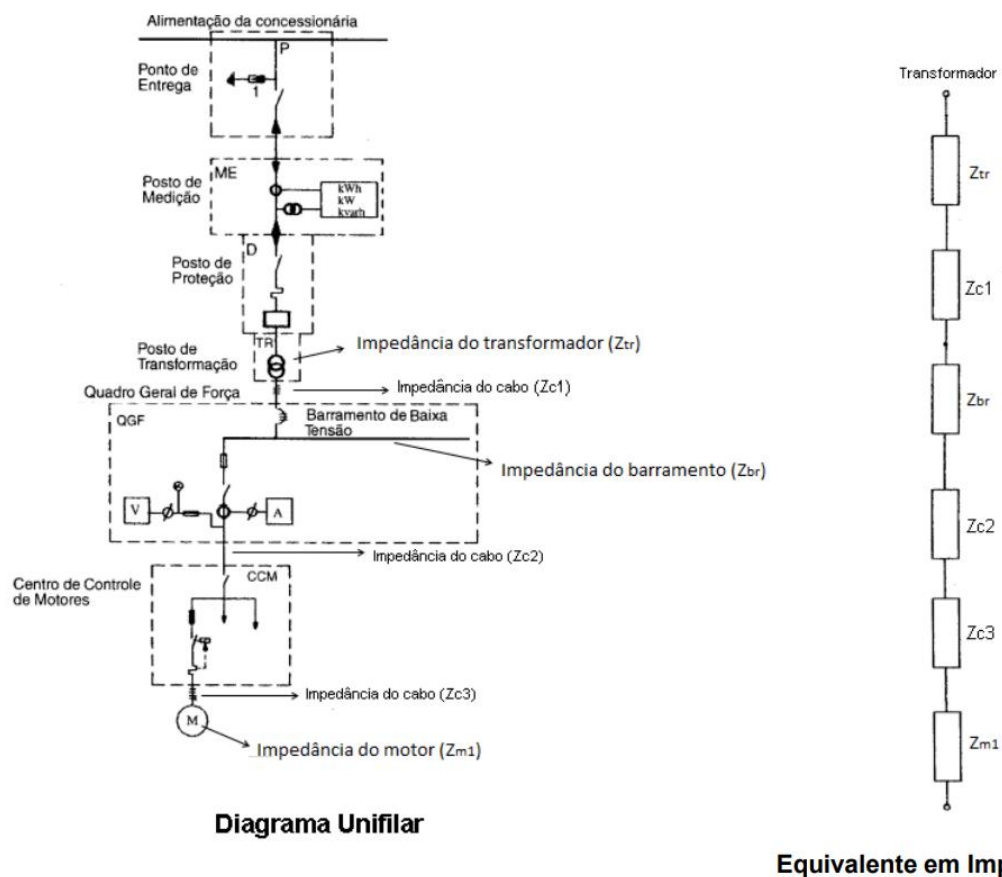 Alimentação da concessionária
P
Ponto de
Entrega
1
ME
Posto de
Medição
kWh
kW
kvarh
D
Posto de
Proteção
TR
Posto de
Transformação
Impedância do transformador (Ztr)
Impedância do cabo (Zc1)
Quadro Geral de Força
QGF
Barramento de Baixa
Tensão
Impedância do barramento (Zbr)
V
A
Impedância do cabo (Zc2)
CCM
Centro de Controle
de Motores
Impedância do cabo (Zc3)
M
Impedância do motor (Zm1)
Diagrama Unifilar
Transformador
Ztr
Zc1
Zbr
Zc2
Zc3
Zm1
Equivalente em Imp